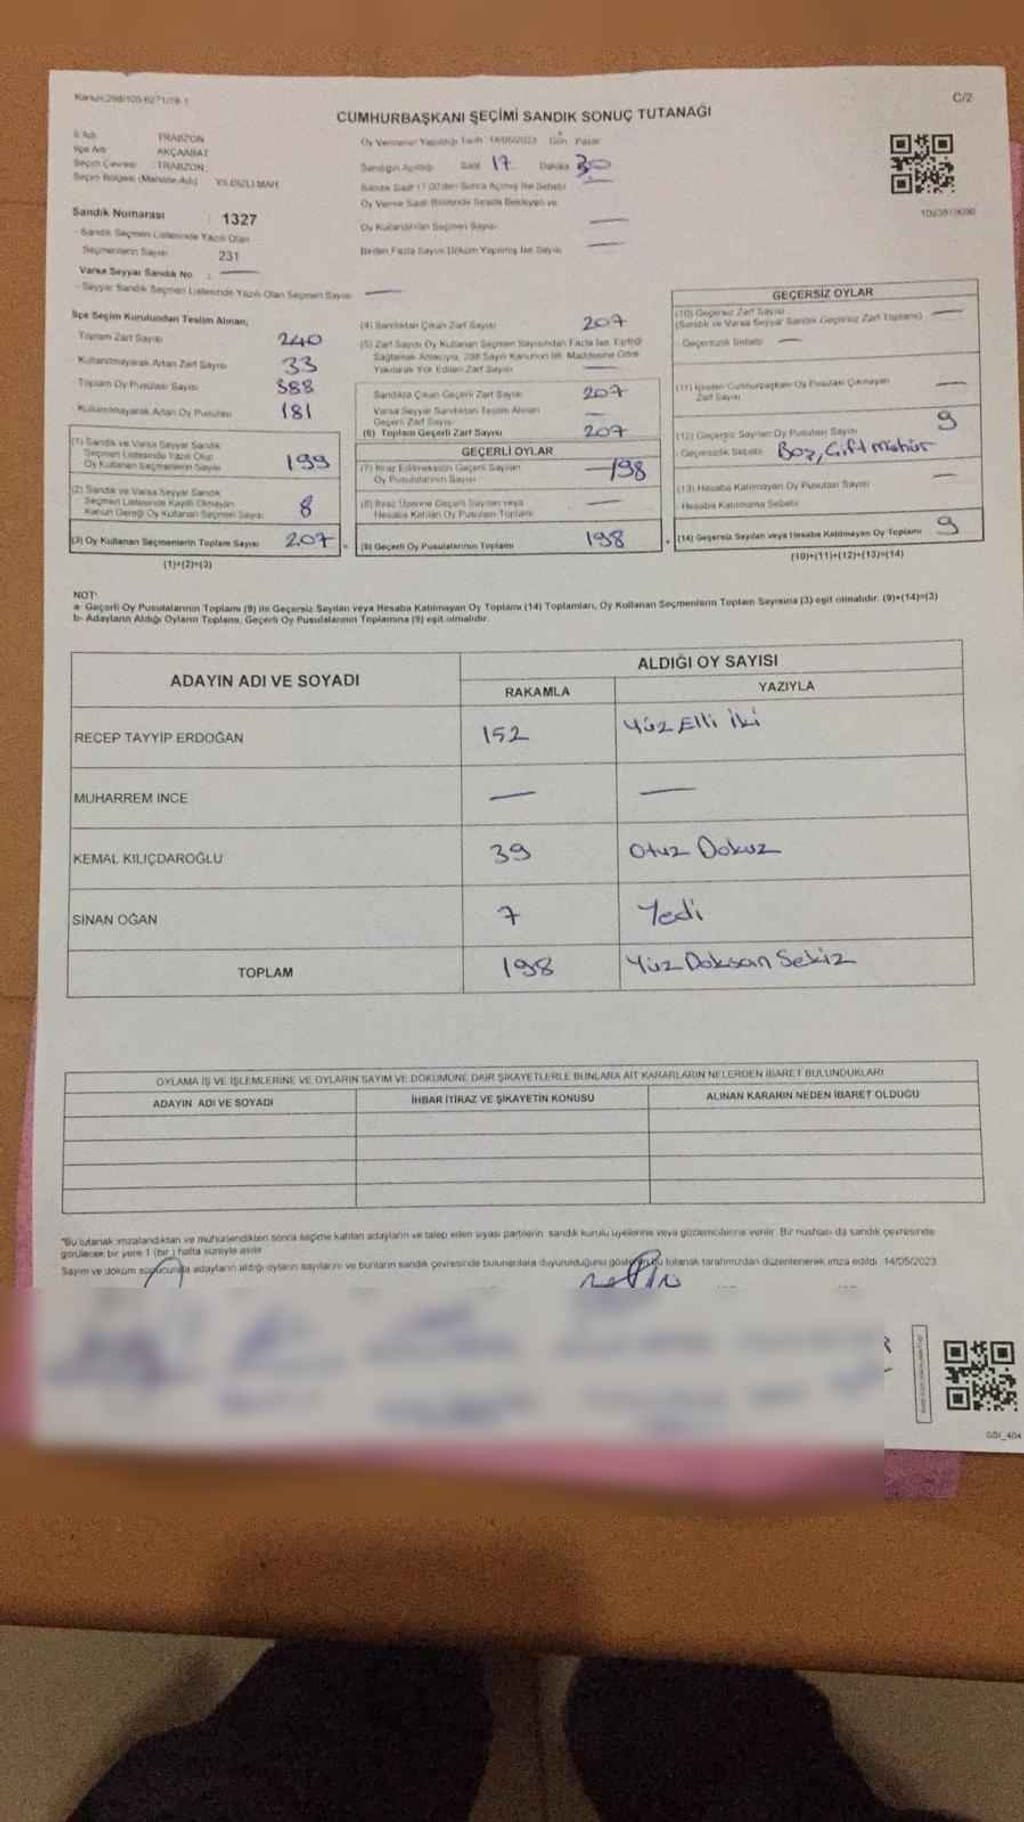 Kanun:298/105-6271/19-1
C/2
CUMHURBAŞKANI SEÇİMİ SANDIK SONUÇ TUTANAĞI
İl Adı TRABZON
İlçe Adı AKÇAABAT
Seçim Çevresi : TRABZON
Seçim Bölgesi (Mahalle Adı) YILDIZLI MAH
Oy Vermenin Yapıldığı Tarih 14/05/2023 Gün Pazar
Sandığın Açıldığı Saat 17 Dakika 30
Sandık Saat 17.00'den Sonra Açılmış İse Sebebi
Oy Verme Saati Bitiminde Sırada Bekleyen ve
Oy Kullandırılan Seçmen Sayısı
Birden Fazla Sayım Döküm Yapılmış İse Sayısı
Sandık Numarası 1327
- Sandık Seçmen Listesinde Yazılı Olan
Seçmenlerin Sayısı 231
Varsa Seyyar Sandık No :
- Seyyar Sandık Seçmen Listesinde Yazılı Olan Seçmen Sayısı
İlçe Seçim Kurulundan Teslim Alınan;
Toplam Zarf Sayısı 240
- Kullanılmayarak Artan Zarf Sayısı 33
Toplam Oy Pusulası Sayısı 388
- Kullanılmayarak Artan Oy Pusulası 181
(1) Sandık ve Varsa Seyyar Sandık
Seçmen Listesinde Yazılı Olup
Oy Kullanan Seçmenlerin Sayısı 199
(2) Sandık ve Varsa Seyyar Sandık
Seçmen Listesinde Kayıtlı Olmayan
Kanun Gereği Oy Kullanan Seçmen Sayısı 8
(3) Oy Kullanan Seçmenlerin Toplam Sayısı 207
(1)+(2)=(3)
(4) Sandıktan Çıkan Zarf Sayısı 207
(5) Zarf Sayısı Oy Kullanan Seçmen Sayısından Fazla İse, Eşitliği
Sağlamak Amacıyla, 298 Sayılı Kanunun 98. Maddesine Göre
Yakılarak Yok Edilen Zarf Sayısı
Sandıkta Çıkan Geçerli Zarf Sayısı 207
Varsa Seyyar Sandıktan Teslim Alınan
Geçerli Zarf Sayısı
(6) Toplam Geçerli Zarf Sayısı 207
GEÇERLİ OYLAR
(7) İtiraz Edilmeksizin Geçerli Sayılan
Oy Pusulalarının Sayısı 198
(8) İtiraz Üzerine Geçerli Sayılan veya
Hesaba Katılan Oy Pusulası Toplamı
(9) Geçerli Oy Pusulalarının Toplamı 198
GEÇERSİZ OYLAR
(10) Geçersiz Zarf Sayısı
(Sandık ve Varsa Seyyar Sandık Geçersiz Zarf Toplamı)
Geçersizlik Sebebi
(11) İçinden Cumhurbaşkanı Oy Pusulası Çıkmayan
Zarf Sayısı
(12) Geçersiz Sayılan Oy Pusulası Sayısı 9
- Geçersizlik Sebebi Boş, Çift Mühür
(13) Hesaba Katılmayan Oy Pusulası Sayısı
Hesaba Katılmama Sebebi
(14) Geçersiz Sayılan veya Hesaba Katılmayan Oy Toplamı 9
(10)+(11)+(12)+(13)=(14)
NOT:
a- Geçerli Oy Pusulalarının Toplamı (9) ile Geçersiz Sayılan veya Hesaba Katılmayan Oy Toplamı (14) Toplamları, Oy Kullanan Seçmenlerin Toplam Sayısına (3) eşit olmalıdır. (9)+(14)=(3)
b- Adayların Aldığı Oyların Toplamı, Geçerli Oy Pusulalarının Toplamına (9) eşit olmalıdır.
ADAYIN ADI VE SOYADI
ALDIĞI OY SAYISI
RAKAMLA YAZIYLA
RECEP TAYYİP ERDOĞAN 152 Yüz Elli İki
MUHARREM İNCE
KEMAL KILIÇDAROĞLU 39 Otuz Dokuz
SİNAN OĞAN 7 Yedi
TOPLAM 198 Yüz Doksan Sekiz
OYLAMA İŞ VE İŞLEMLERİNE VE OYLARIN SAYIM VE DÖKÜMÜNE DAİR ŞİKAYETLERLE BUNLARA AİT KARARLARIN NELERDEN İBARET BULUNDUKLARI
ADAYIN ADI VE SOYADI İHBAR İTİRAZ VE ŞİKAYETİN KONUSU ALINAN KARARIN NEDEN İBARET OLDUĞU
*Bu tutanak imzalandıktan ve mühürlendikten sonra seçime katılan adayların ve talep eden siyasi partilerin sandık kurulu üyelerine veya gözlemcilerine verilir. Bir nüshası da sandık çevresinde
görülecek bir yere 1 (bir) hafta süreyle asılır.
Sayım ve döküm sonucunda adayların aldığı oyların sayılarını ve bunların sandık çevresinde bulunanlara duyurulduğunu gösteren bu tutanak tarafımızdan düzenlenerek imza edildi. 14/05/2023